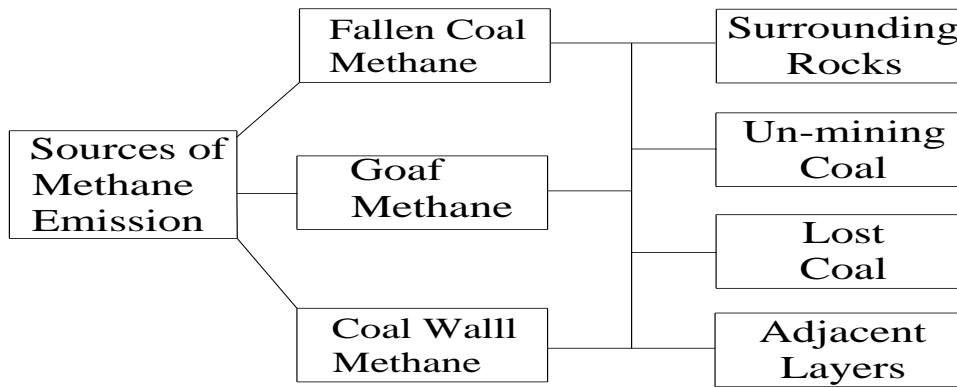 Sources of
Methane
Emission
Fallen Coal
Methane
Goaf
Methane
Coal Walll
Methane
Surrounding
Rocks
Un-mining
Coal
Lost
Coal
Adjacent
Layers